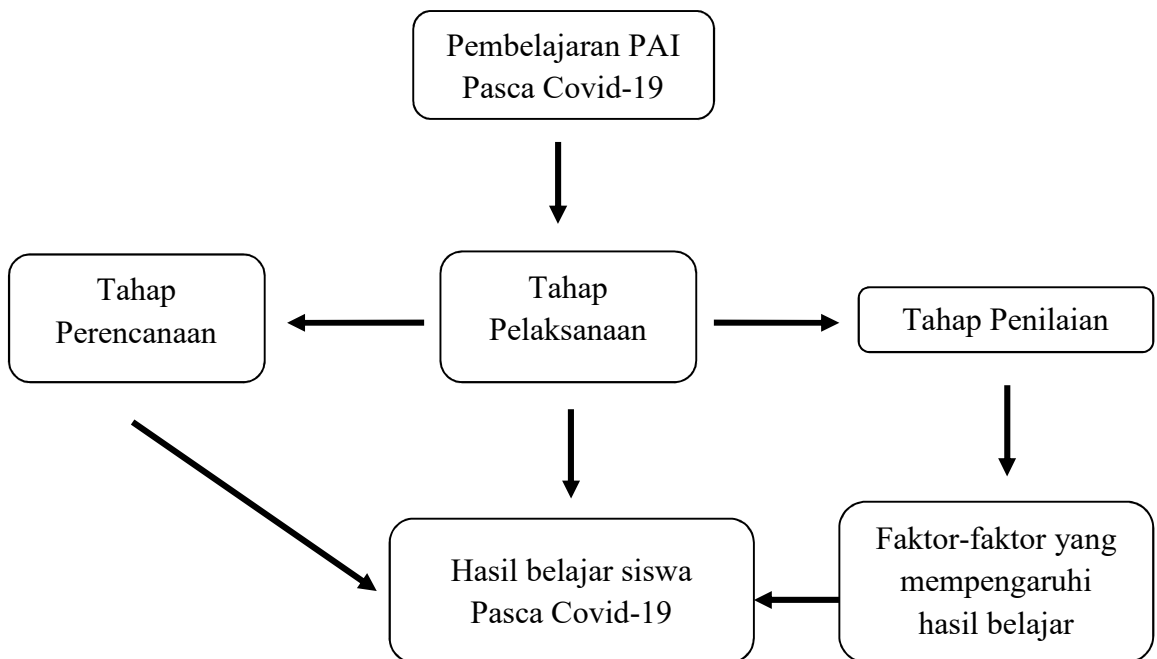 Pembelajaran PAI
Pasca Covid-19
Tahap
Perencanaan
Tahap
Pelaksanaan
Tahap Penilaian
Hasil belajar siswa
Pasca Covid-19
Faktor-faktor yang
mempengaruhi
hasil belajar